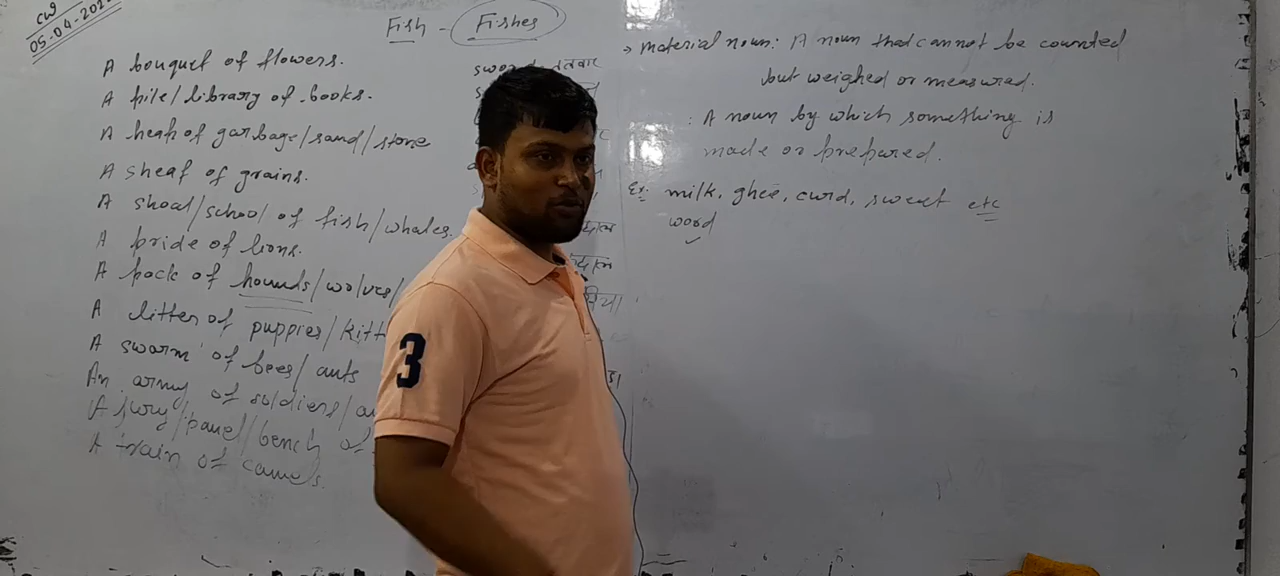 CW
05-04-202
Fish - Fishes
A bouquet of flowers.
A pile/library of books.
A heap of garbage/sand/stone
A sheaf of grains.
A shoal/school of fish/whales.
A pride of lions.
A pack of hounds/wolves/
A litter of puppies/kitt
A swarm of bees/ants
An army of soldiers/
A jury/panel/bench of
A train of camels.
तलवार
→ Material noun: A noun that cannot be counted
but weighed or measured.
: A noun by which something is
made or prepared.
Ex: milk, ghee, curd, sweet etc
word
3